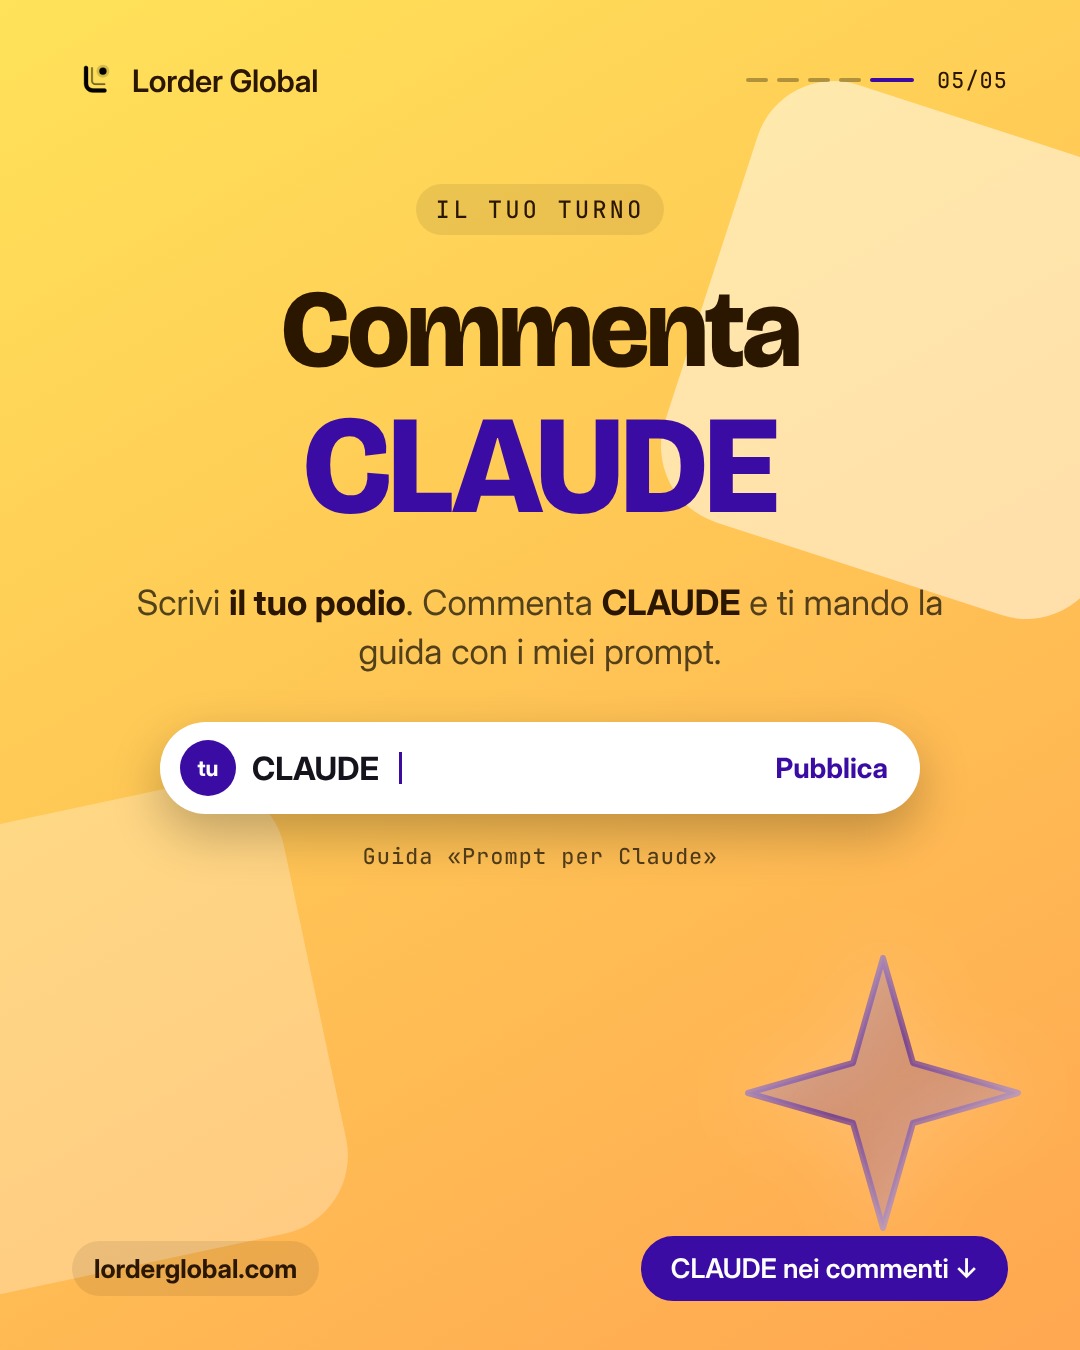 Lorder Global
05/05
IL TUO TURNO
Commenta
CLAUDE
Scrivi il tuo podio. Commenta CLAUDE e ti mando la
guida con i miei prompt.
tu CLAUDE Pubblica
Guida «Prompt per Claude»
lorderglobal.com
CLAUDE nei commenti ↓